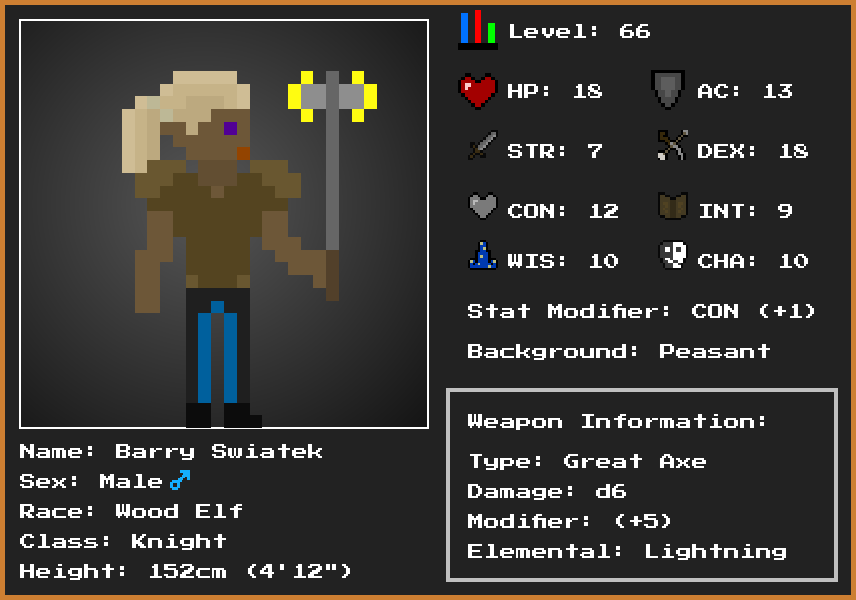 Level: 66
HP: 18 AC: 13
STR: 7 DEX: 18
CON: 12 INT: 9
WIS: 10 CHA: 10
Stat Modifier: CON (+1)
Background: Peasant
Weapon Information:
Type: Great Axe
Damage: d6
Modifier: (+5)
Elemental: Lightning
Name: Barry Swiatek
Sex: Male♂
Race: Wood Elf
Class: Knight
Height: 152cm (4'12")